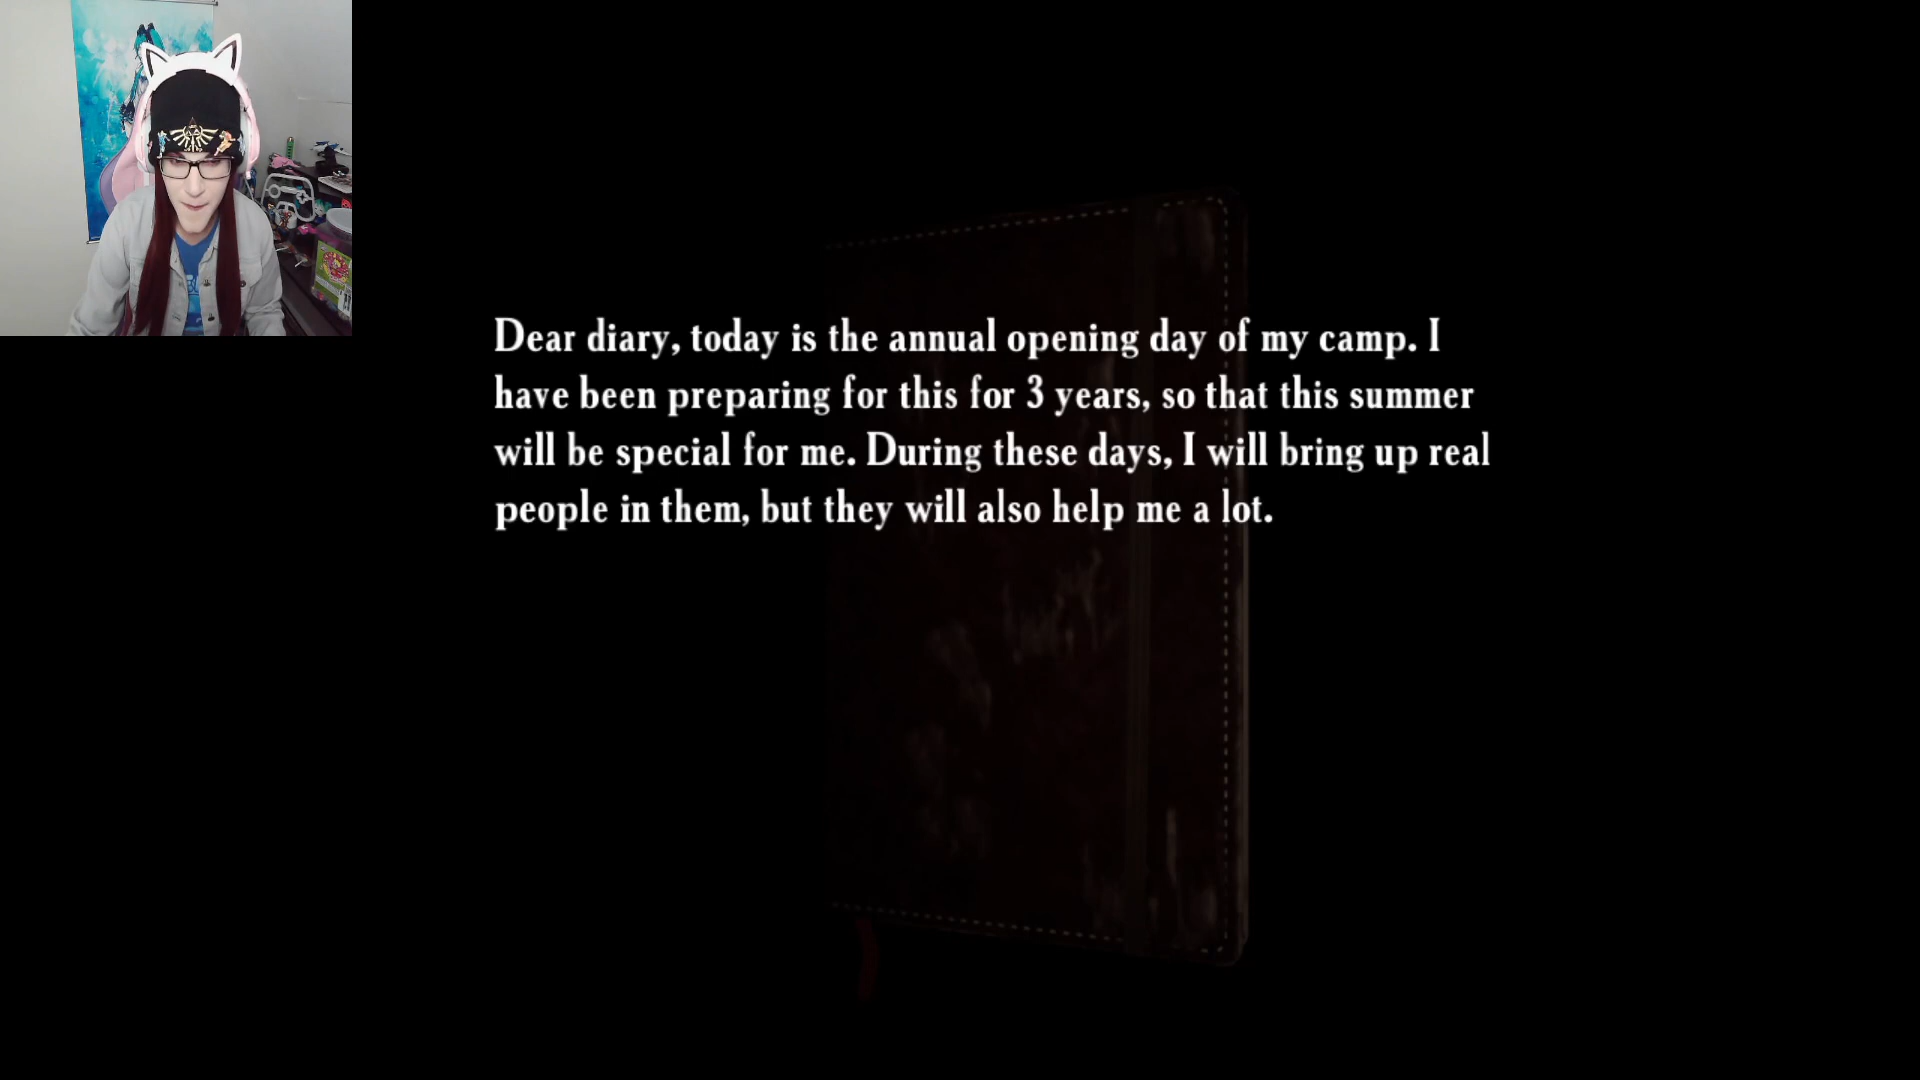 Dear diary, today is the annual opening day of my camp. I
have been preparing for this for 3 years, so that this summer
will be special for me. During these days, I will bring up real
people in them, but they will also help me a lot.